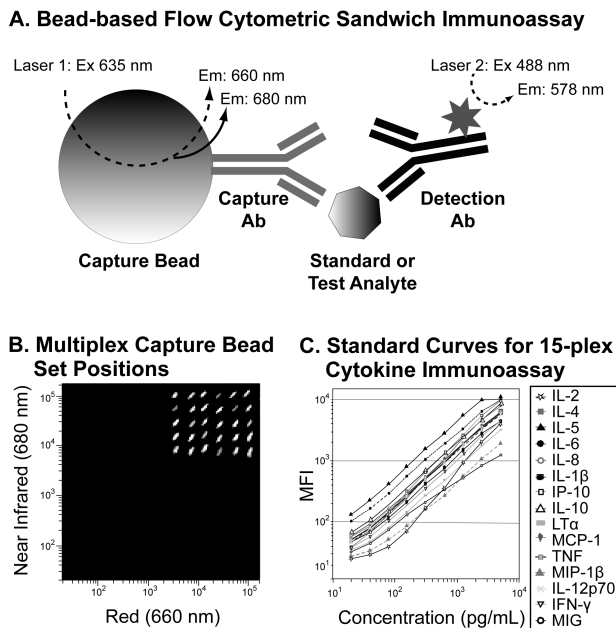 A. Bead-based Flow Cytometric Sandwich Immunoassay
Laser 1: Ex 635 nm
Em: 660 nm
Em: 680 nm
Laser 2: Ex 488 nm
Em: 578 nm
Capture
Ab
Detection
Ab
Capture Bead
Standard or
Test Analyte
B. Multiplex Capture Bead
Set Positions
Near Infrared (680 nm)
10⁵
10⁴
10³
10²
10² 10³ 10⁴ 10⁵
Red (660 nm)
C. Standard Curves for 15-plex
Cytokine Immunoassay
MFI
10⁴
10³
10²
10¹
10¹ 10² 10³ 10⁴
Concentration (pg/mL)
IL-2
IL-4
IL-5
IL-6
IL-8
IL-1β
IP-10
IL-10
LTα
MCP-1
TNF
MIP-1β
IL-12p70
IFN-γ
MIG